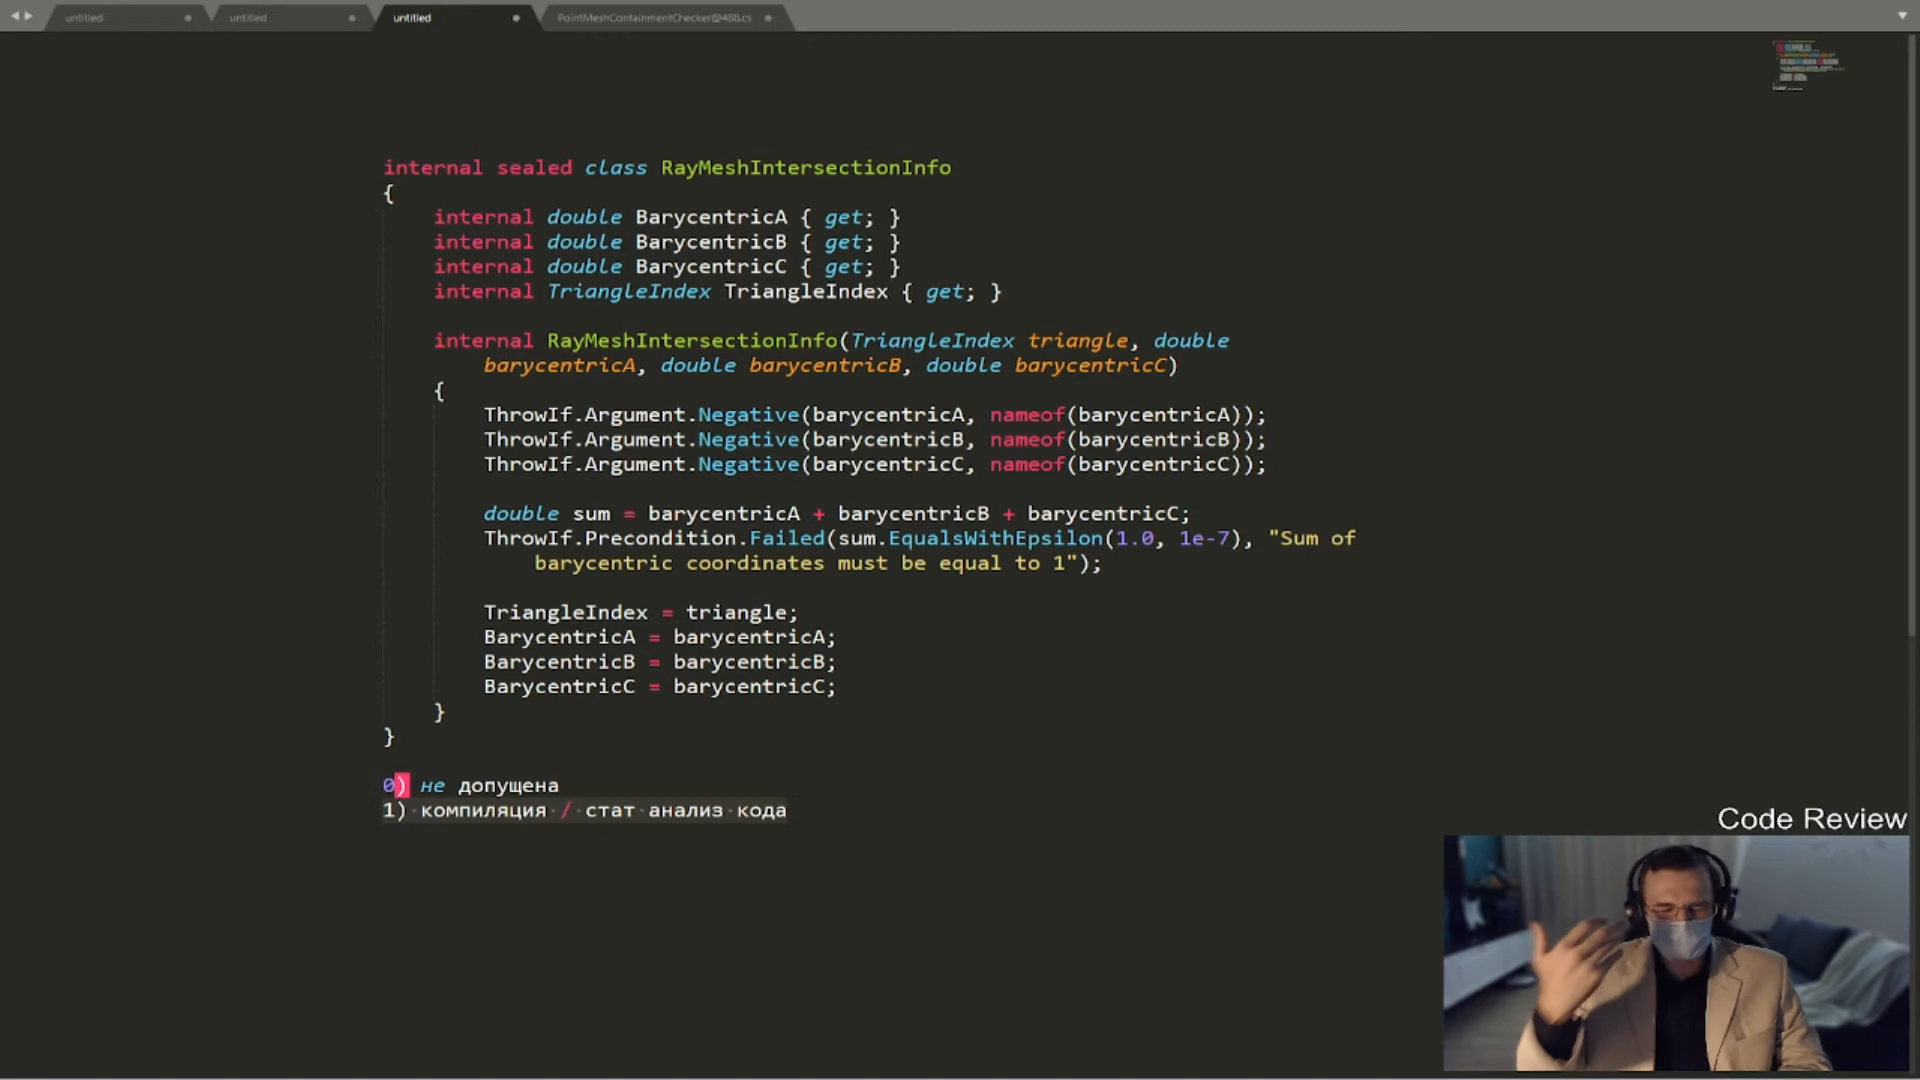 untitled
untitled
untitled
PointMeshContainmentChecker@488.cs
internal sealed class RayMeshIntersectionInfo
{
internal double BarycentricA { get; }
internal double BarycentricB { get; }
internal double BarycentricC { get; }
internal TriangleIndex TriangleIndex { get; }
internal RayMeshIntersectionInfo(TriangleIndex triangle, double
barycentricA, double barycentricB, double barycentricC)
{
ThrowIf.Argument.Negative(barycentricA, nameof(barycentricA));
ThrowIf.Argument.Negative(barycentricB, nameof(barycentricB));
ThrowIf.Argument.Negative(barycentricC, nameof(barycentricC));
double sum = barycentricA + barycentricB + barycentricC;
ThrowIf.Precondition.Failed(sum.EqualsWithEpsilon(1.0, 1e-7), "Sum of
barycentric coordinates must be equal to 1");
TriangleIndex = triangle;
BarycentricA = barycentricA;
BarycentricB = barycentricB;
BarycentricC = barycentricC;
}
}
0) не допущена
1) компиляция / стат анализ кода
Code Review